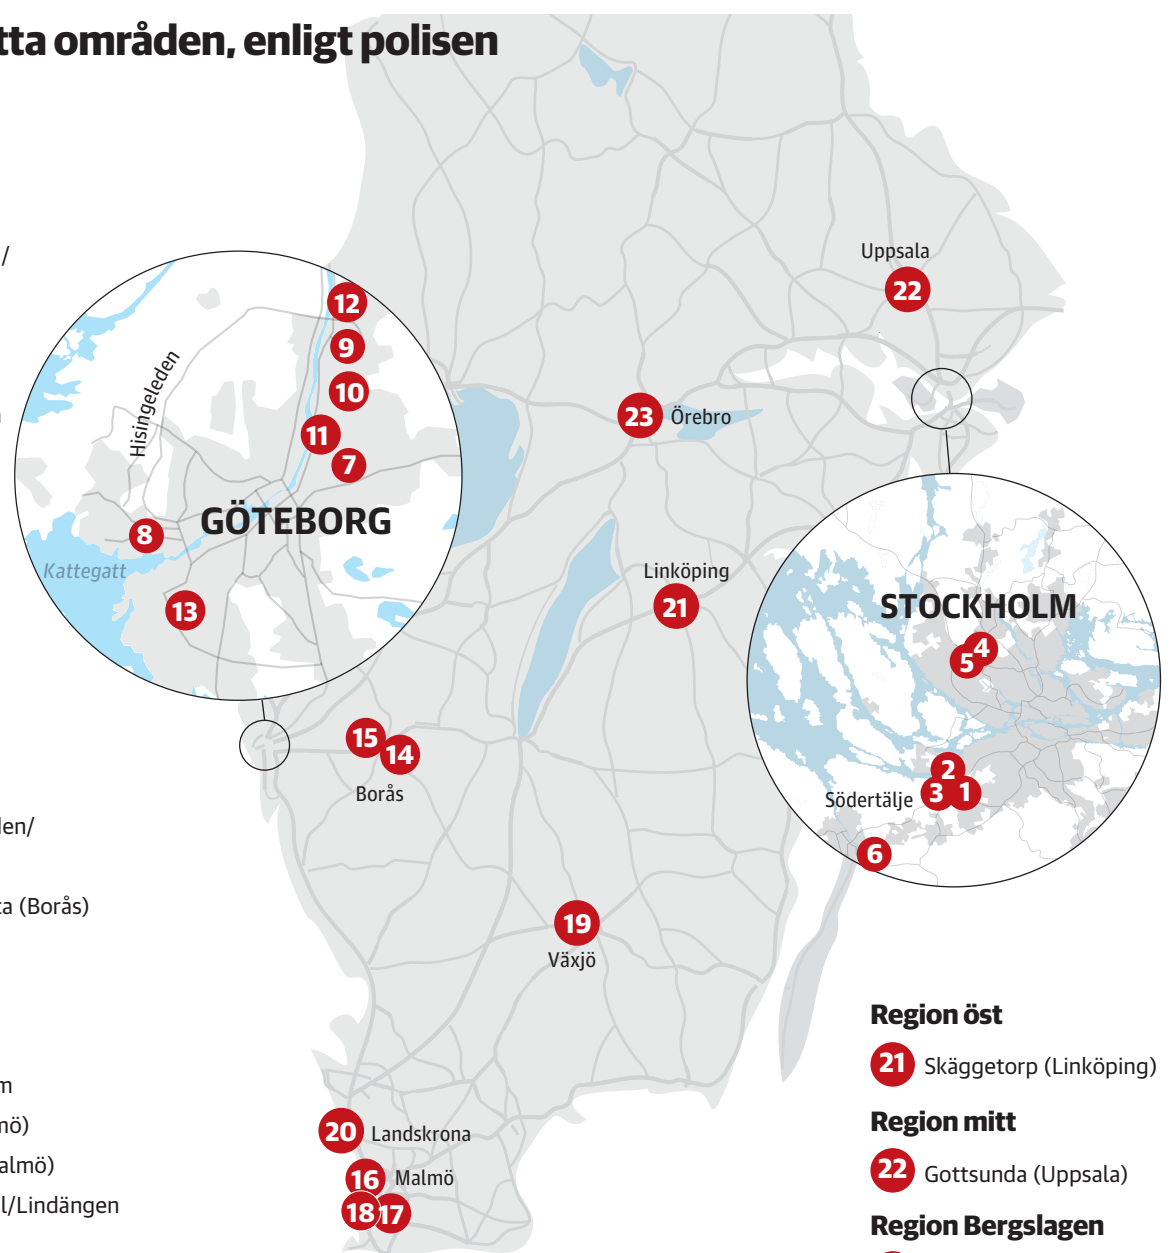 tta områden, enligt polisen
/
Uppsala
22
12
9
10
11
7
Hisingeleden
GÖTEBORG
8
Kattegatt
13
23 Örebro
Linköping
21
STOCKHOLM
4
5
2
3 1
Södertälje
6
15
14
Borås
en/
ta (Borås)
19
Växjö
m
nö)
almö)
l/Lindängen
20 Landskrona
16 Malmö
18 17
Region öst
21 Skäggetorp (Linköping)
Region mitt
22 Gottsunda (Uppsala)
Region Bergslagen